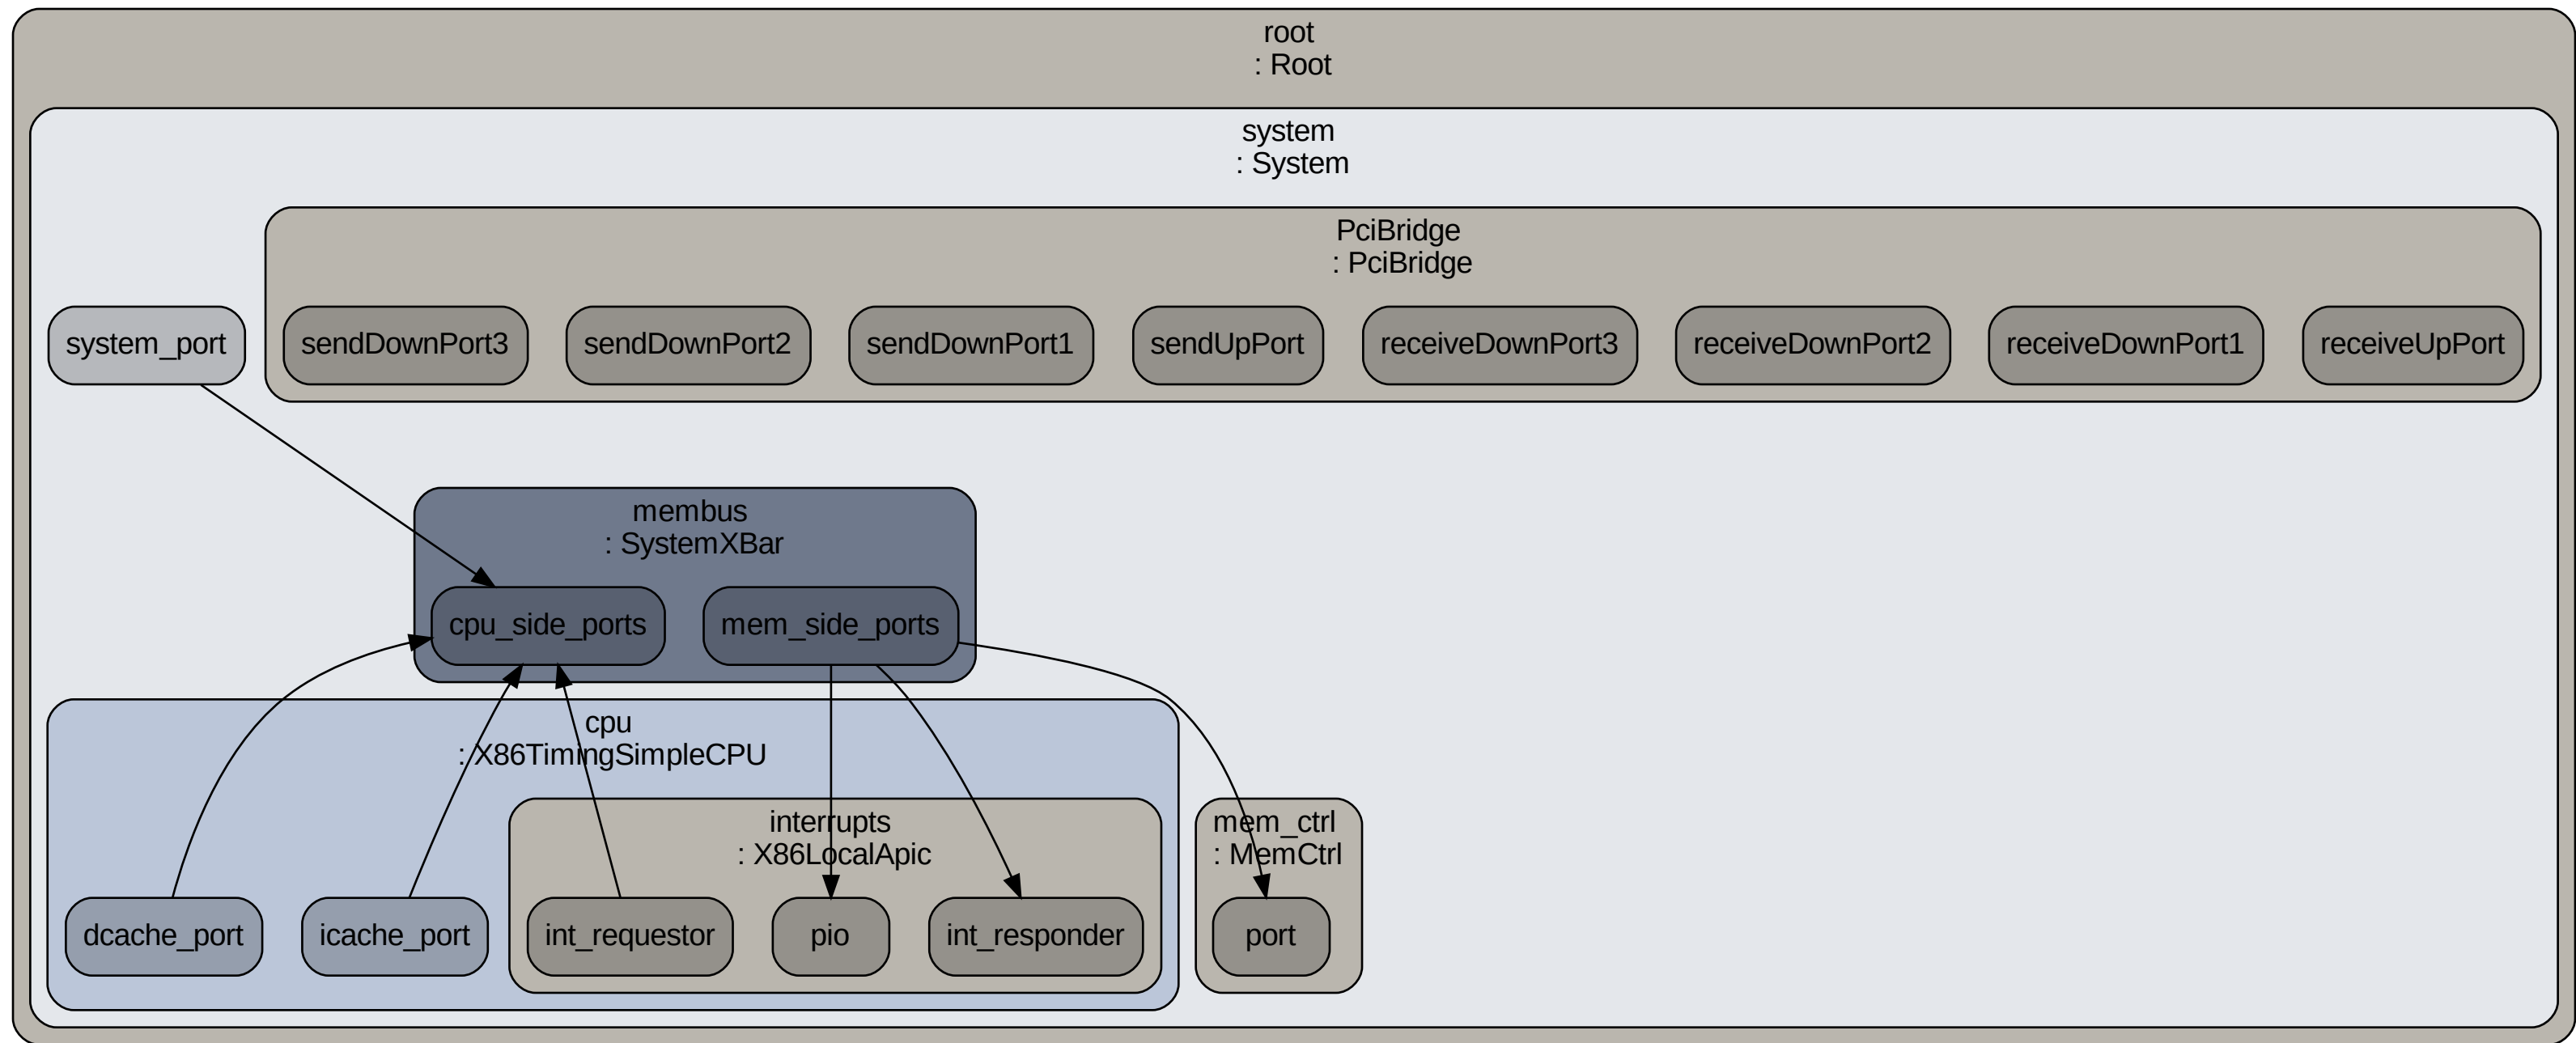 root
: Root
system
: System
PciBridge
: PciBridge
system_port
sendDownPort3
sendDownPort2
sendDownPort1
sendUpPort
receiveDownPort3
receiveDownPort2
receiveDownPort1
receiveUpPort
membus
: SystemXBar
cpu_side_ports
mem_side_ports
cpu
: X86TimingSimpleCPU
interrupts
: X86LocalApic
mem_ctrl
: MemCtrl
dcache_port
icache_port
int_requestor
pio
int_responder
port